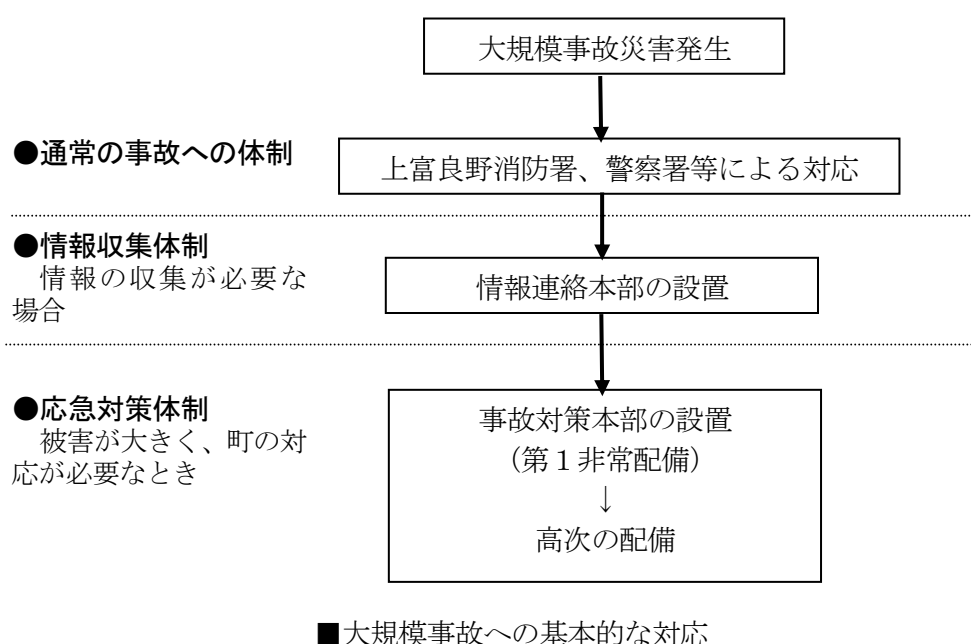 大規模事故災害発生
●通常の事故への体制
上富良野消防署、警察署等による対応
●情報収集体制
情報の収集が必要な
場合
情報連絡本部の設置
●応急対策体制
被害が大きく、町の対
応が必要なとき
事故対策本部の設置
(第1非常配備)
↓
高次の配備
■大規模事故への基本的な対応